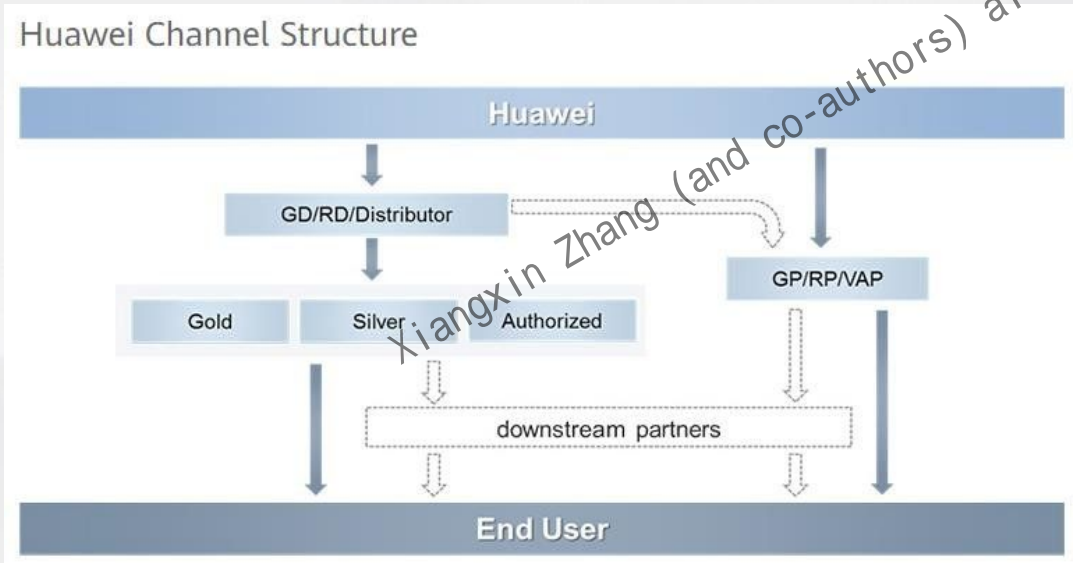 Huawei Channel Structure
Huawei
GD/RD/Distributor
GP/RP/VAP
Gold
Silver
Authorized
downstream partners
End User
Xiangxin Zhang (and co-authors)